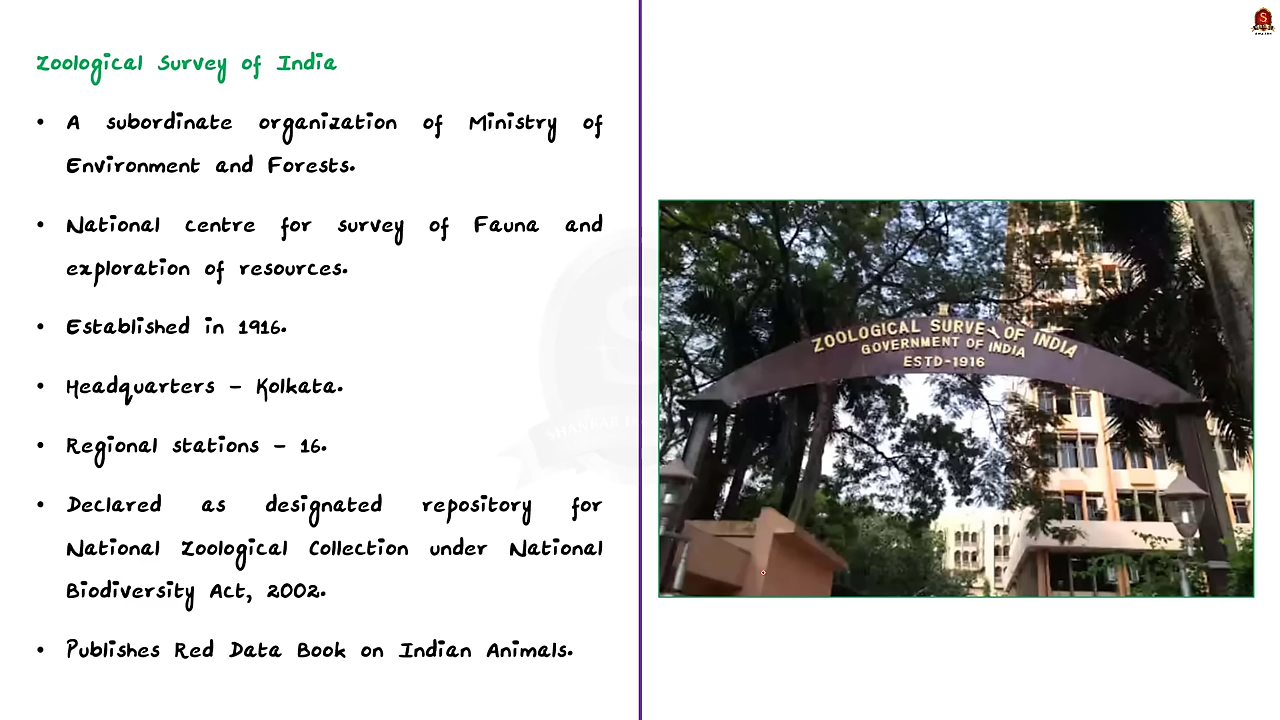 Zoological Survey of India
• A subordinate organization of Ministry of
Environment and Forests.
• National centre for survey of Fauna and
exploration of resources.
• Established in 1916.
• Headquarters – Kolkata.
• Regional stations – 16.
• Declared as designated repository for
National Zoological Collection under National
Biodiversity Act, 2002.
• Publishes Red Data Book on Indian Animals.
ZOOLOGICAL SURVEY OF INDIA
GOVERNMENT OF INDIA
ESTD-1916